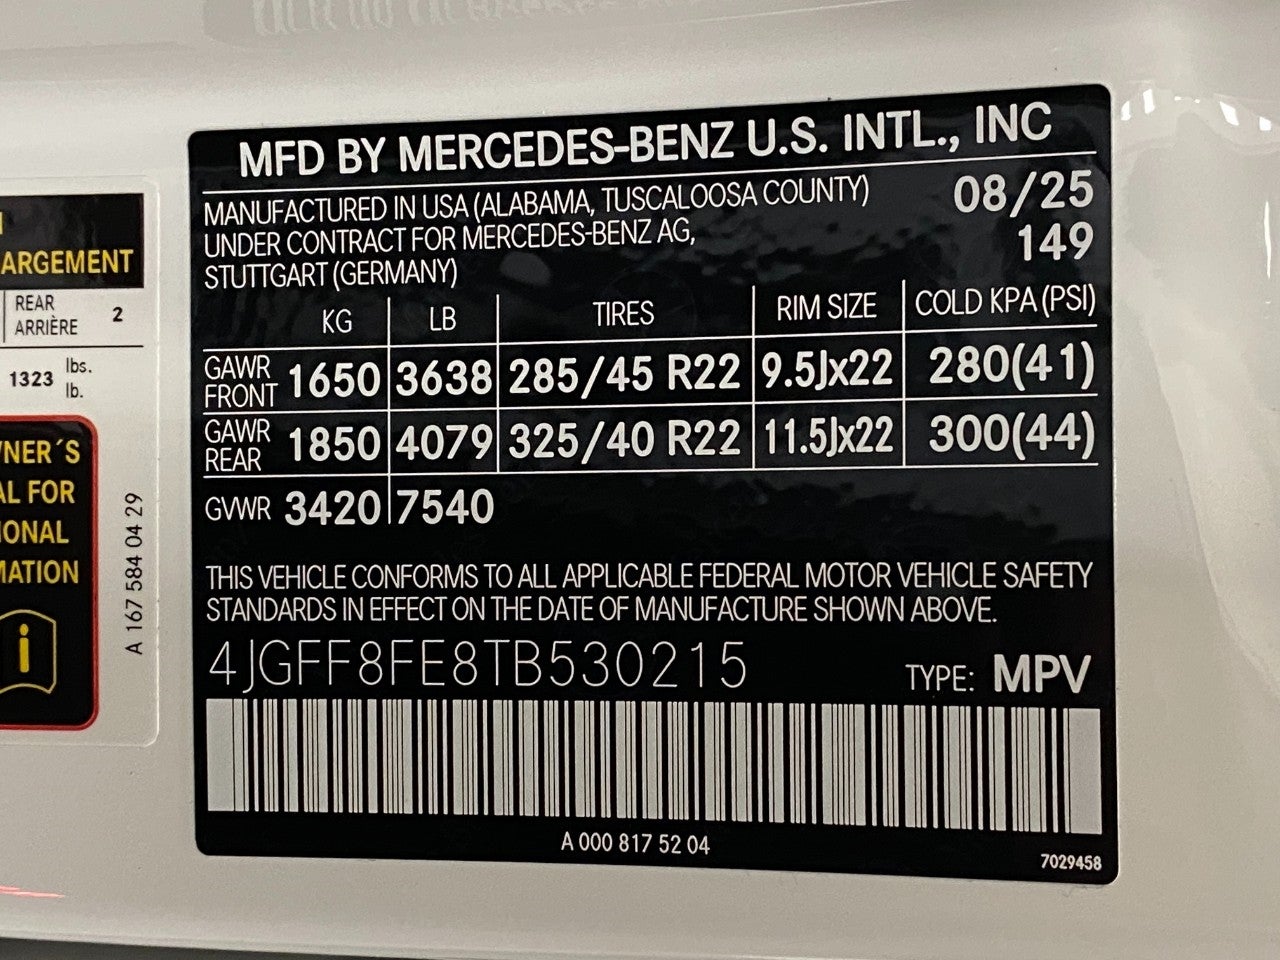 ARGEMENT
REAR
ARRIÈRE 2
1323 lbs.
lb.
NER´S
AL FOR
IONAL
MATION
i
A 167 584 04 29
MFD BY MERCEDES-BENZ U.S. INTL., INC
MANUFACTURED IN USA (ALABAMA, TUSCALOOSA COUNTY) 08/25
UNDER CONTRACT FOR MERCEDES-BENZ AG, 149
STUTTGART (GERMANY)
KG LB TIRES RIM SIZE COLD KPA (PSI)
GAWR FRONT 1650 3638 285/45 R22 9.5Jx22 280(41)
GAWR REAR 1850 4079 325/40 R22 11.5Jx22 300(44)
GVWR 3420 7540
THIS VEHICLE CONFORMS TO ALL APPLICABLE FEDERAL MOTOR VEHICLE SAFETY
STANDARDS IN EFFECT ON THE DATE OF MANUFACTURE SHOWN ABOVE.
4JGFF8FE8TB530215 TYPE: MPV
A 000 817 52 04
7029458